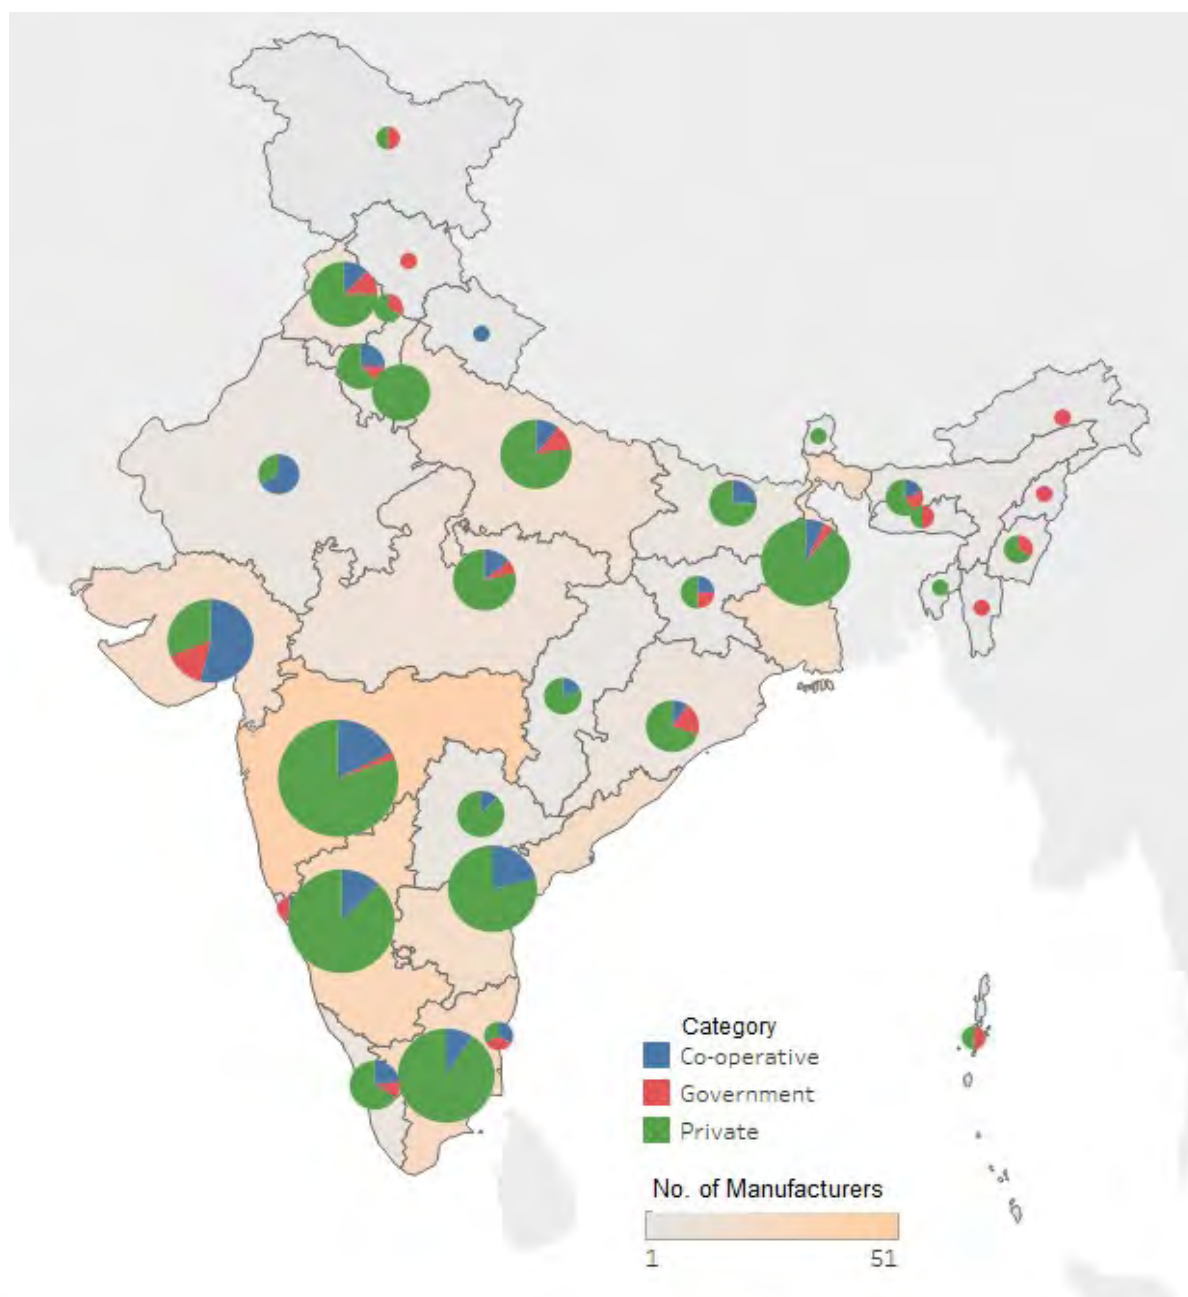 Category
Co-operative
Government
Private
No. of Manufacturers
1 51